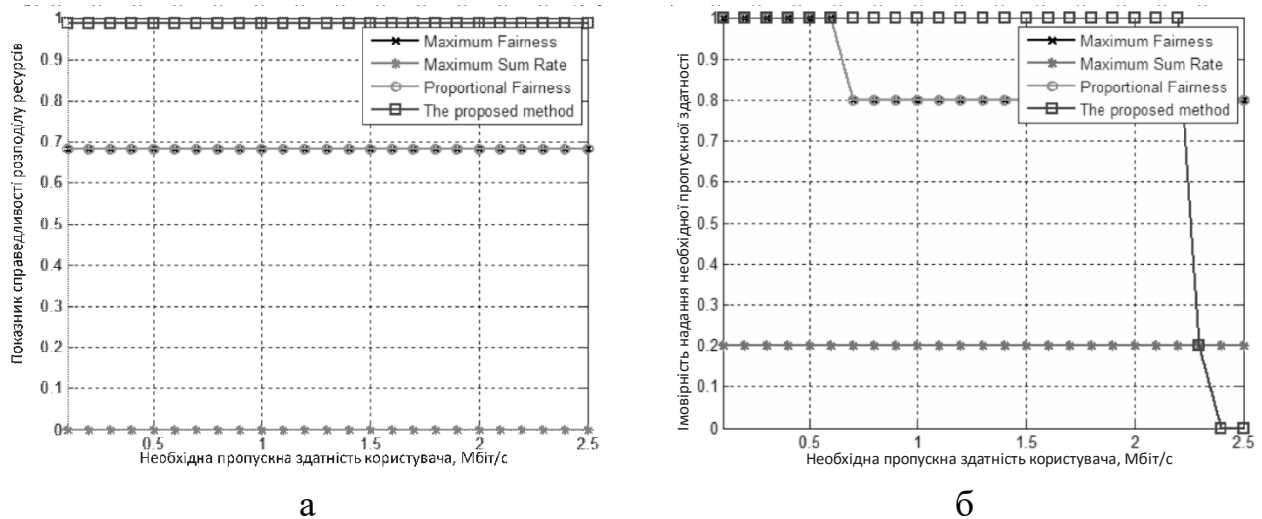 Показник справедливості розподілу ресурсів
1
0.9
0.8
0.7
0.6
0.5
0.4
0.3
0.2
0.1
0
Maximum Fairness
Maximum Sum Rate
Proportional Fairness
The proposed method
0.5 1 1.5 2 2.5
Необхідна пропускна здатність користувача, Мбіт/с
а
Імовірність надання необхідної пропускної здатності
1
0.9
0.8
0.7
0.6
0.5
0.4
0.3
0.2
0.1
0
Maximum Fairness
Maximum Sum Rate
Proportional Fairness
The proposed method
0.5 1 1.5 2 2.5
Необхідна пропускна здатність користувача, Мбіт/с
б